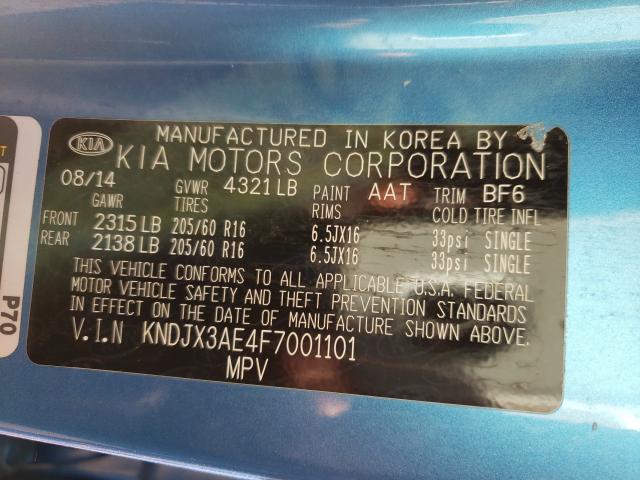 KIA
MANUFACTURED IN KOREA BY
KIA MOTORS CORPORATION
08/14 GVWR 4321 LB PAINT AAT TRIM BF6
GAWR TIRES RIMS COLD TIRE INFL
FRONT 2315 LB 205/60 R16 6.5JX16 33psi SINGLE
REAR 2138 LB 205/60 R16 6.5JX16 33psi SINGLE
THIS VEHICLE CONFORMS TO ALL APPLICABLE U.S.A. FEDERAL
MOTOR VEHICLE SAFETY AND THEFT PREVENTION STANDARDS
IN EFFECT ON THE DATE OF MANUFACTURE SHOWN ABOVE.
V.I.N KNDJX3AE4F7001101
MPV
P70